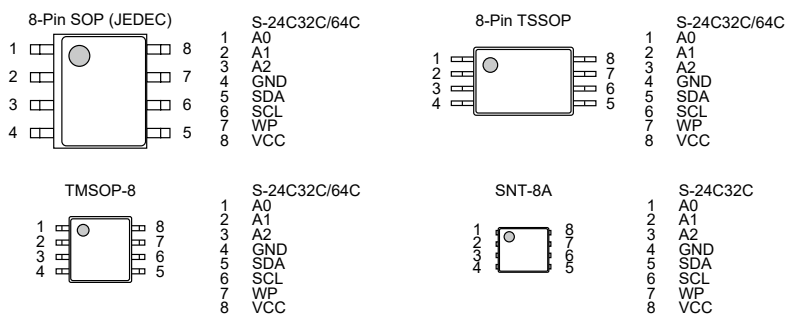 8-Pin SOP (JEDEC)
1
2
3
4
8
7
6
5
S-24C32C/64C
1 A0
2 A1
3 A2
4 GND
5 SDA
6 SCL
7 WP
8 VCC
8-Pin TSSOP
1
2
3
4
8
7
6
5
S-24C32C/64C
1 A0
2 A1
3 A2
4 GND
5 SDA
6 SCL
7 WP
8 VCC
TMSOP-8
1
2
3
4
8
7
6
5
S-24C32C/64C
1 A0
2 A1
3 A2
4 GND
5 SDA
6 SCL
7 WP
8 VCC
SNT-8A
1
2
3
4
8
7
6
5
S-24C32C
1 A0
2 A1
3 A2
4 GND
5 SDA
6 SCL
7 WP
8 VCC